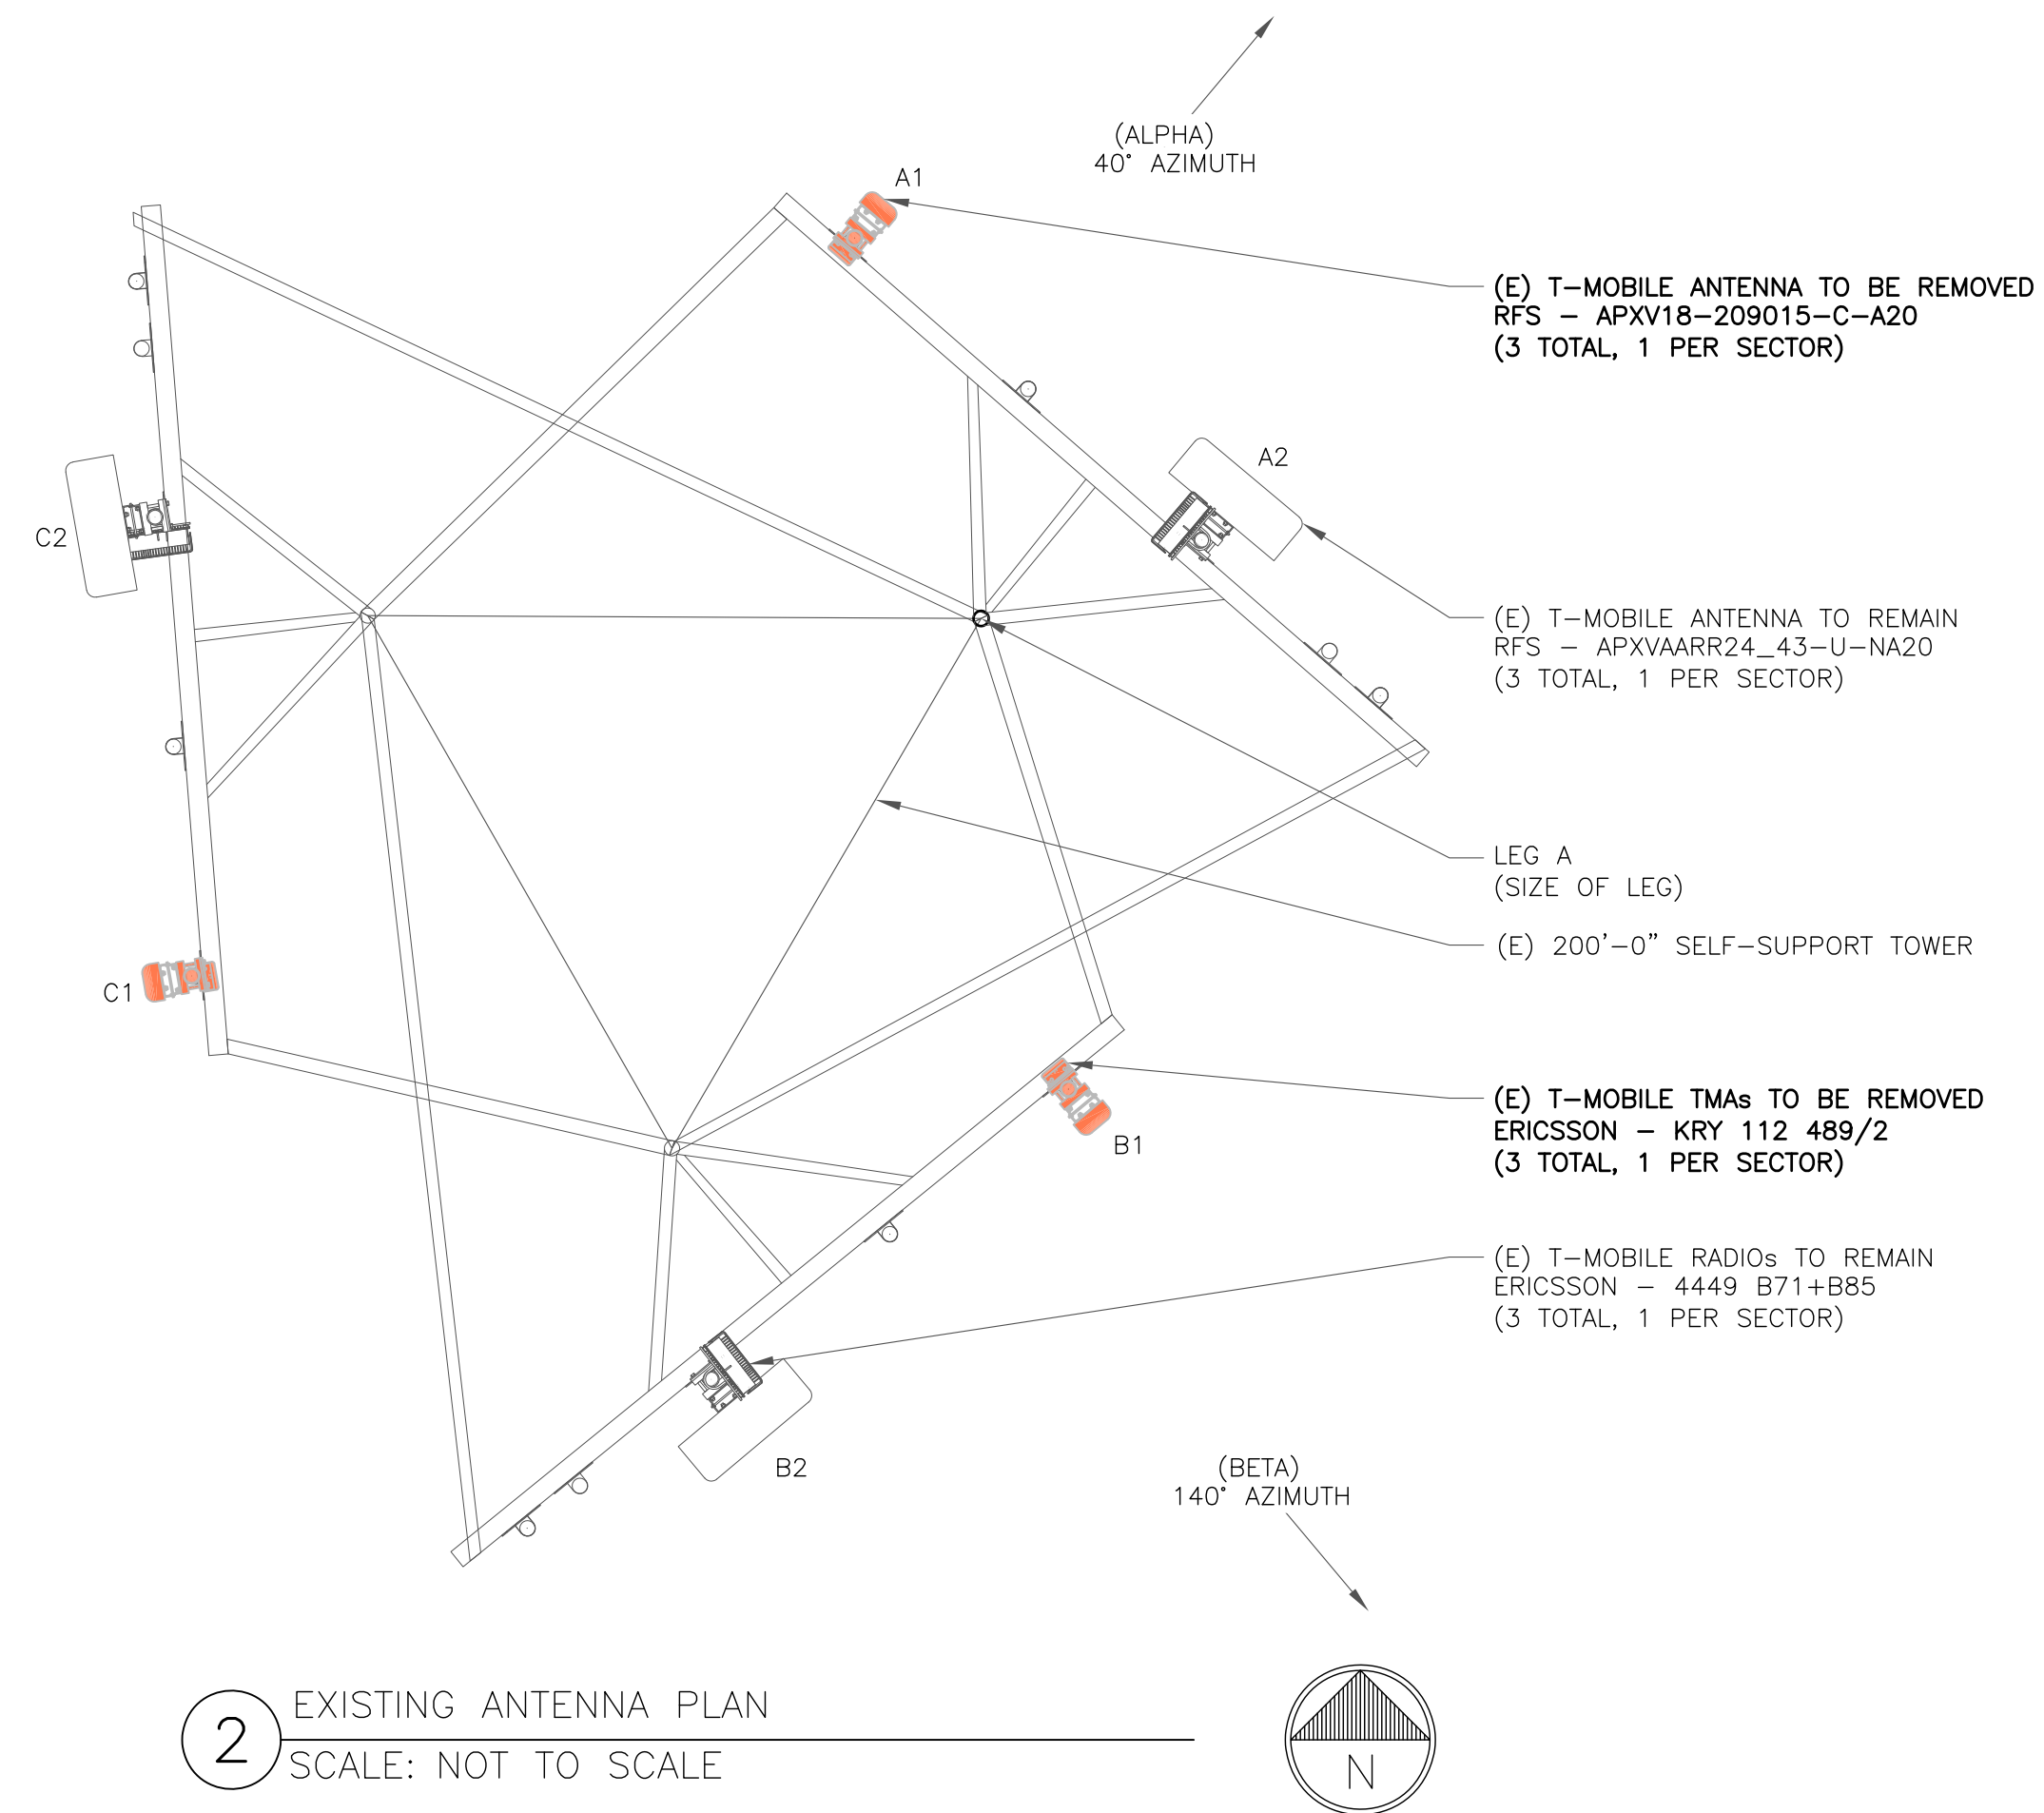 (ALPHA)
40° AZIMUTH
A1
(E) T-MOBILE ANTENNA TO BE REMOVED
RFS - APXV18-209015-C-A20
(3 TOTAL, 1 PER SECTOR)
A2
C2
(E) T-MOBILE ANTENNA TO REMAIN
RFS - APXVAARR24_43-U-NA20
(3 TOTAL, 1 PER SECTOR)
LEG A
(SIZE OF LEG)
(E) 200'-0" SELF-SUPPORT TOWER
C1
(E) T-MOBILE TMAs TO BE REMOVED
ERICSSON - KRY 112 489/2
(3 TOTAL, 1 PER SECTOR)
B1
(E) T-MOBILE RADIOs TO REMAIN
ERICSSON - 4449 B71+B85
(3 TOTAL, 1 PER SECTOR)
B2
(BETA)
140° AZIMUTH
2
EXISTING ANTENNA PLAN
SCALE: NOT TO SCALE
N